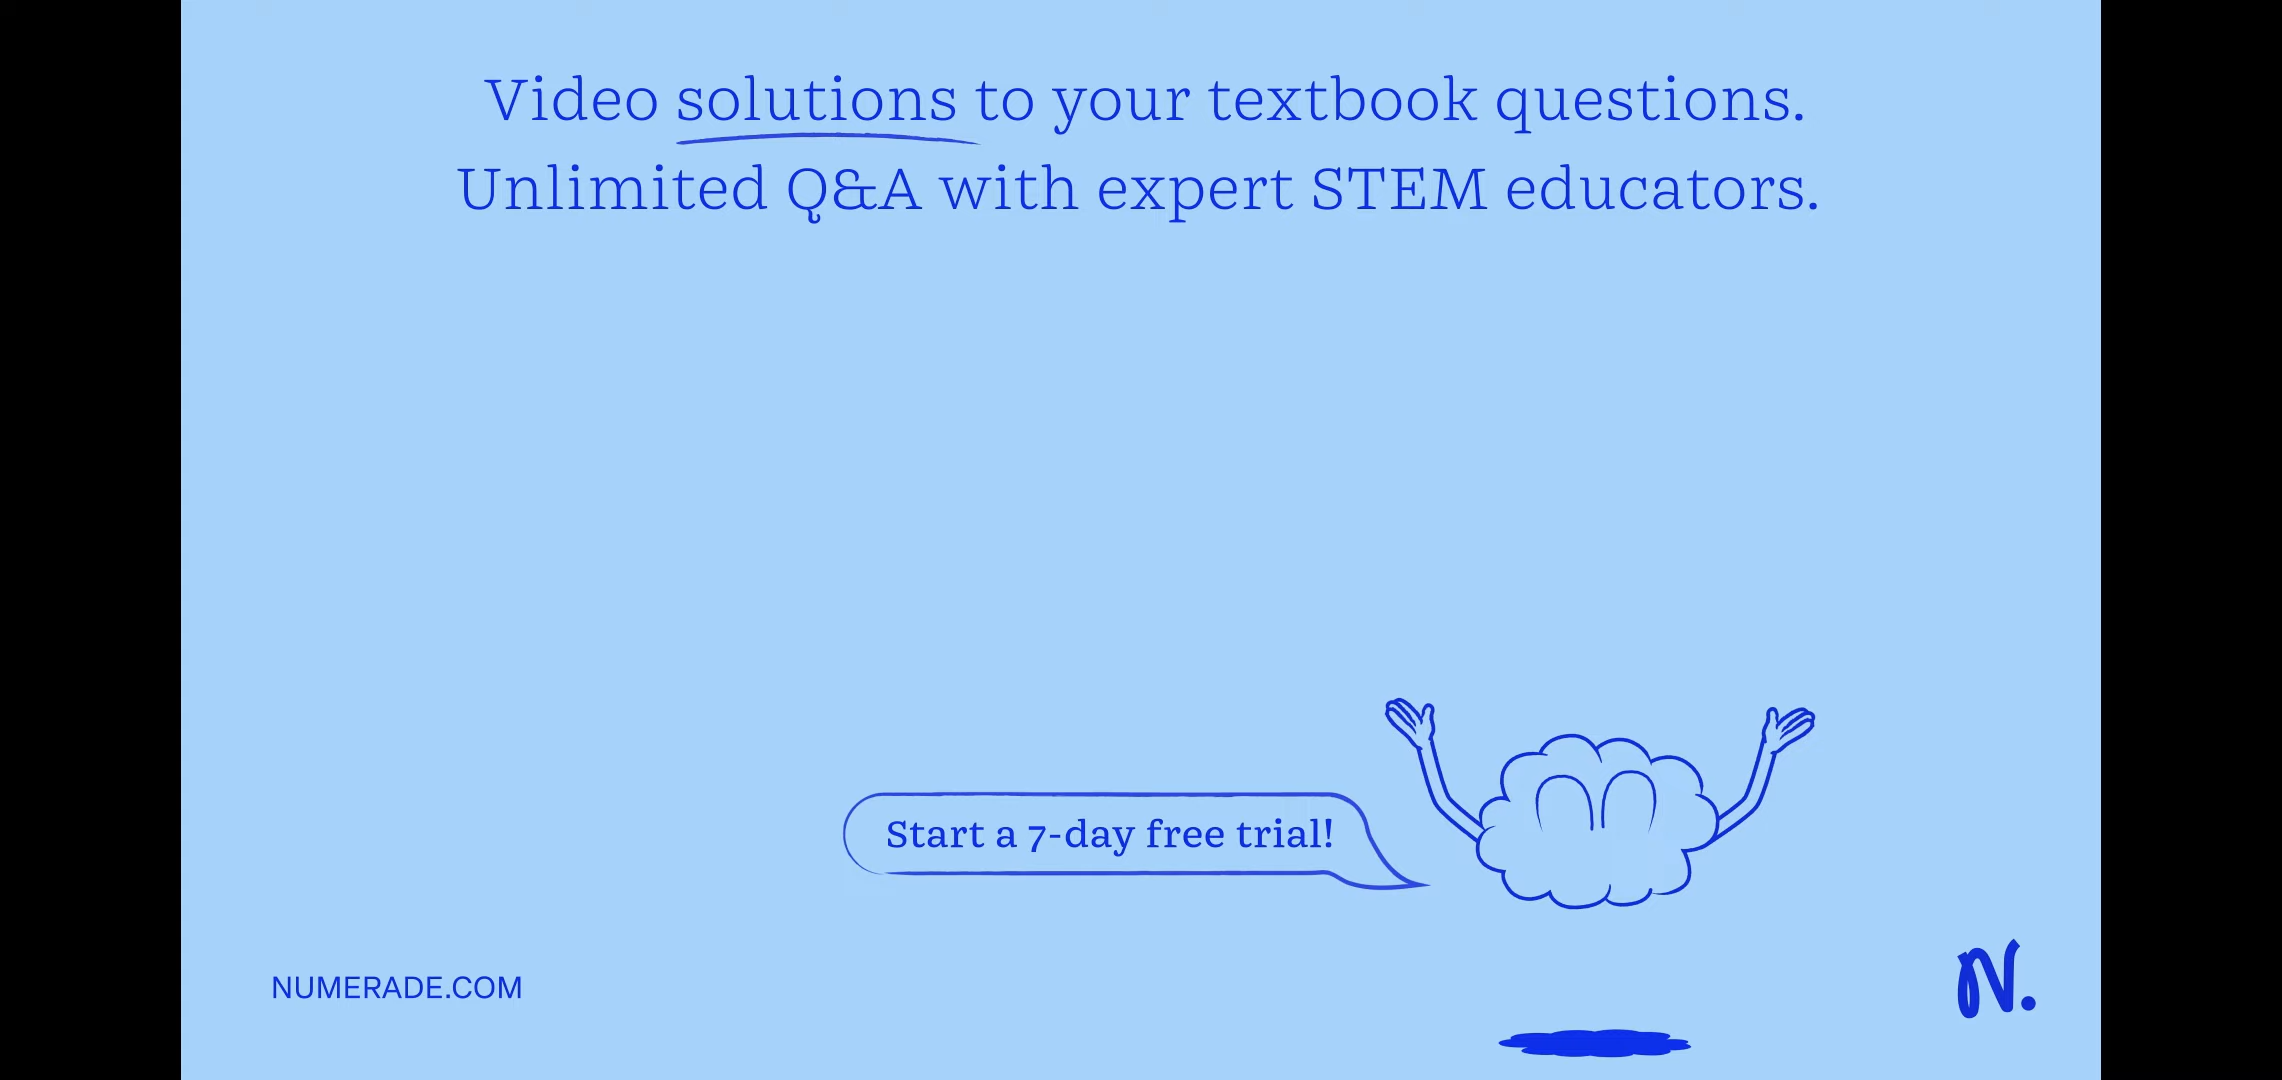 Video solutions to your textbook questions.
Unlimited Q&A with expert STEM educators.
Start a 7-day free trial!
NUMERADE.COM
N.